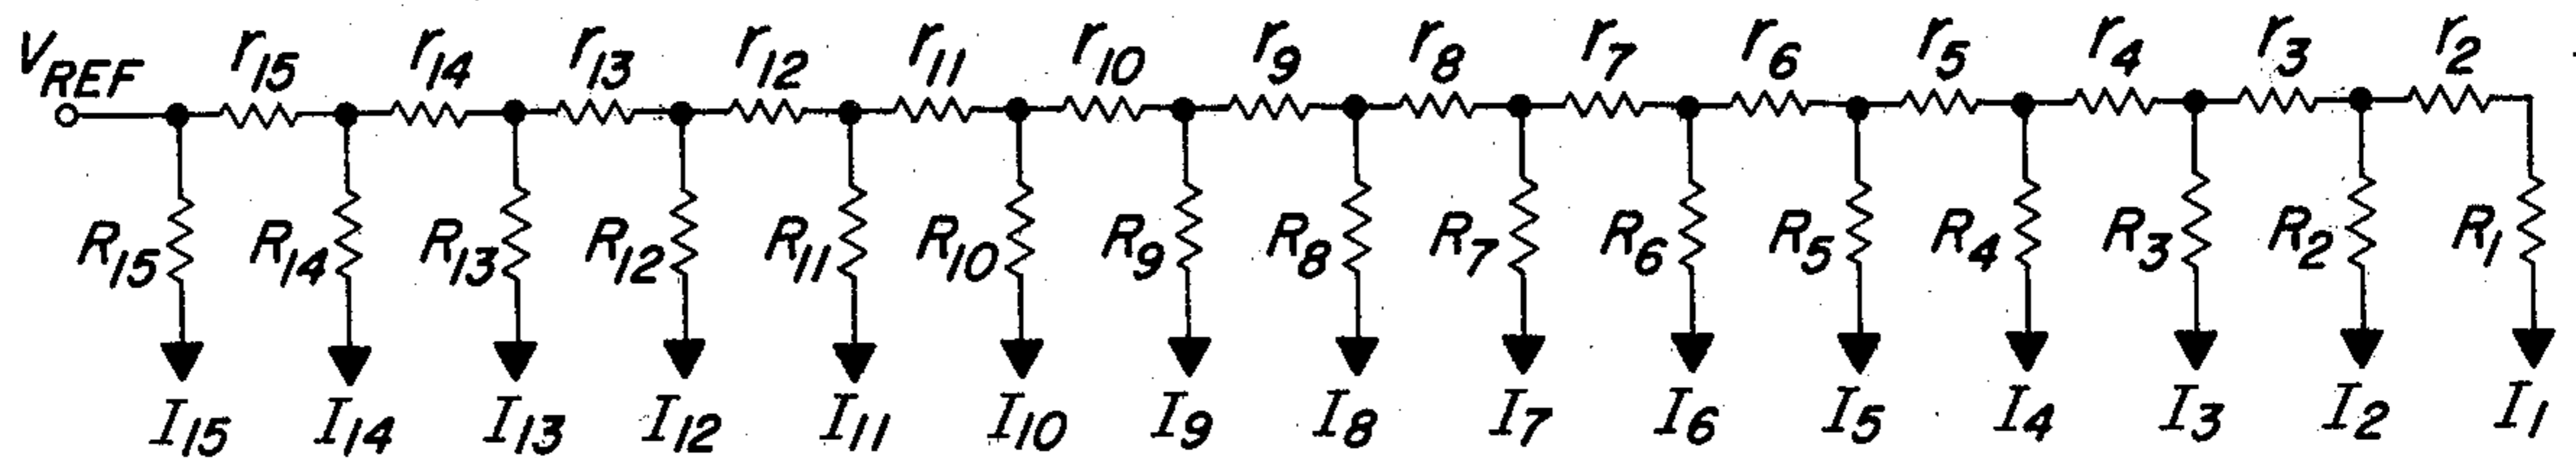 V_REF r15 r14 r13 r12 r11 r10 r9 r8 r7 r6 r5 r4 r3 r2
R15 R14 R13 R12 R11 R10 R9 R8 R7 R6 R5 R4 R3 R2 R1
I15 I14 I13 I12 I11 I10 I9 I8 I7 I6 I5 I4 I3 I2 I1